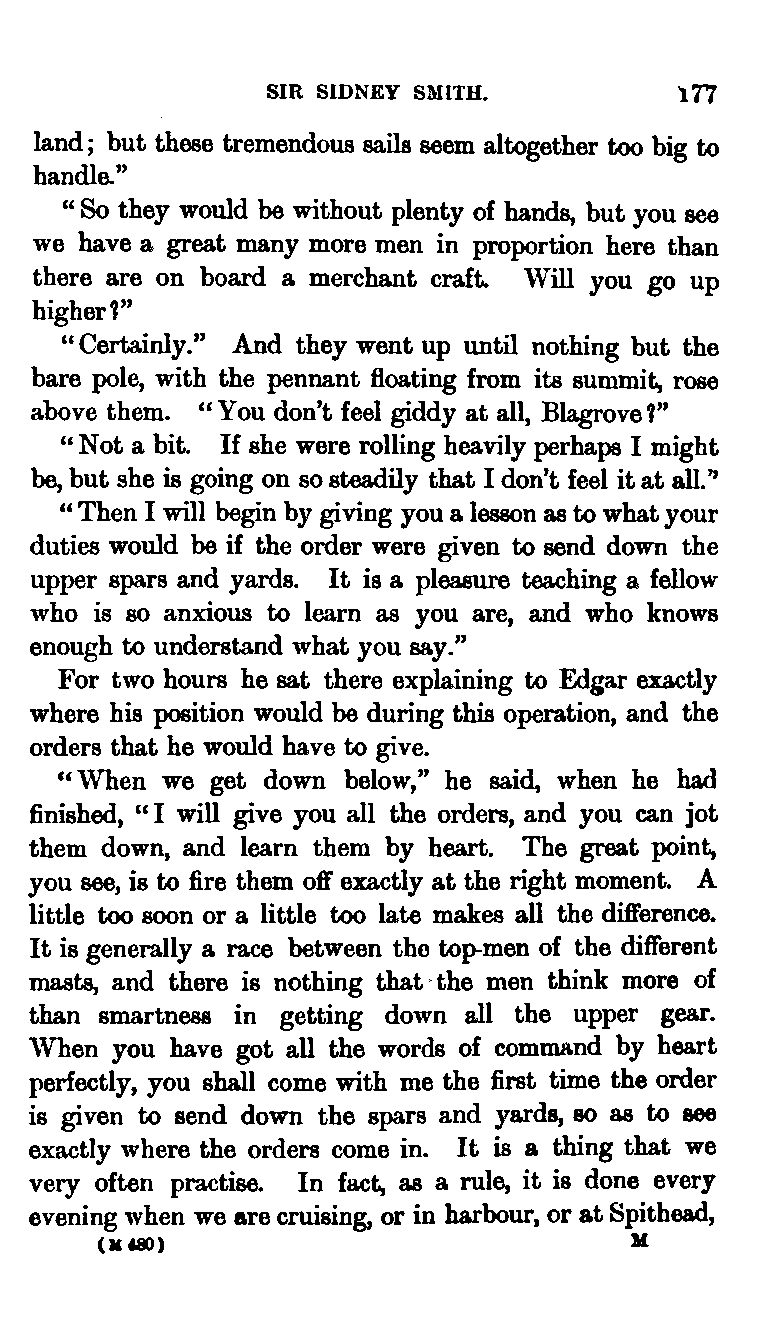 SIR SIDNEY SMITH. 177
land; but these tremendous sails seem altogether too big to
handle."
"So they would be without plenty of hands, but you see
we have a great many more men in proportion here than
there are on board a merchant craft. Will you go up
higher?"
"Certainly." And they went up until nothing but the
bare pole, with the pennant floating from its summit, rose
above them. "You don't feel giddy at all, Blagrove?"
"Not a bit. If she were rolling heavily perhaps I might
be, but she is going on so steadily that I don't feel it at all."
"Then I will begin by giving you a lesson as to what your
duties would be if the order were given to send down the
upper spars and yards. It is a pleasure teaching a fellow
who is so anxious to learn as you are, and who knows
enough to understand what you say."
For two hours he sat there explaining to Edgar exactly
where his position would be during this operation, and the
orders that he would have to give.
"When we get down below," he said, when he had
finished, "I will give you all the orders, and you can jot
them down, and learn them by heart. The great point,
you see, is to fire them off exactly at the right moment. A
little too soon or a little too late makes all the difference.
It is generally a race between the top-men of the different
masts, and there is nothing that the men think more of
than smartness in getting down all the upper gear.
When you have got all the words of command by heart
perfectly, you shall come with me the first time the order
is given to send down the spars and yards, so as to see
exactly where the orders come in. It is a thing that we
very often practise. In fact, as a rule, it is done every
evening when we are cruising, or in harbour, or at Spithead,
(M 480) M